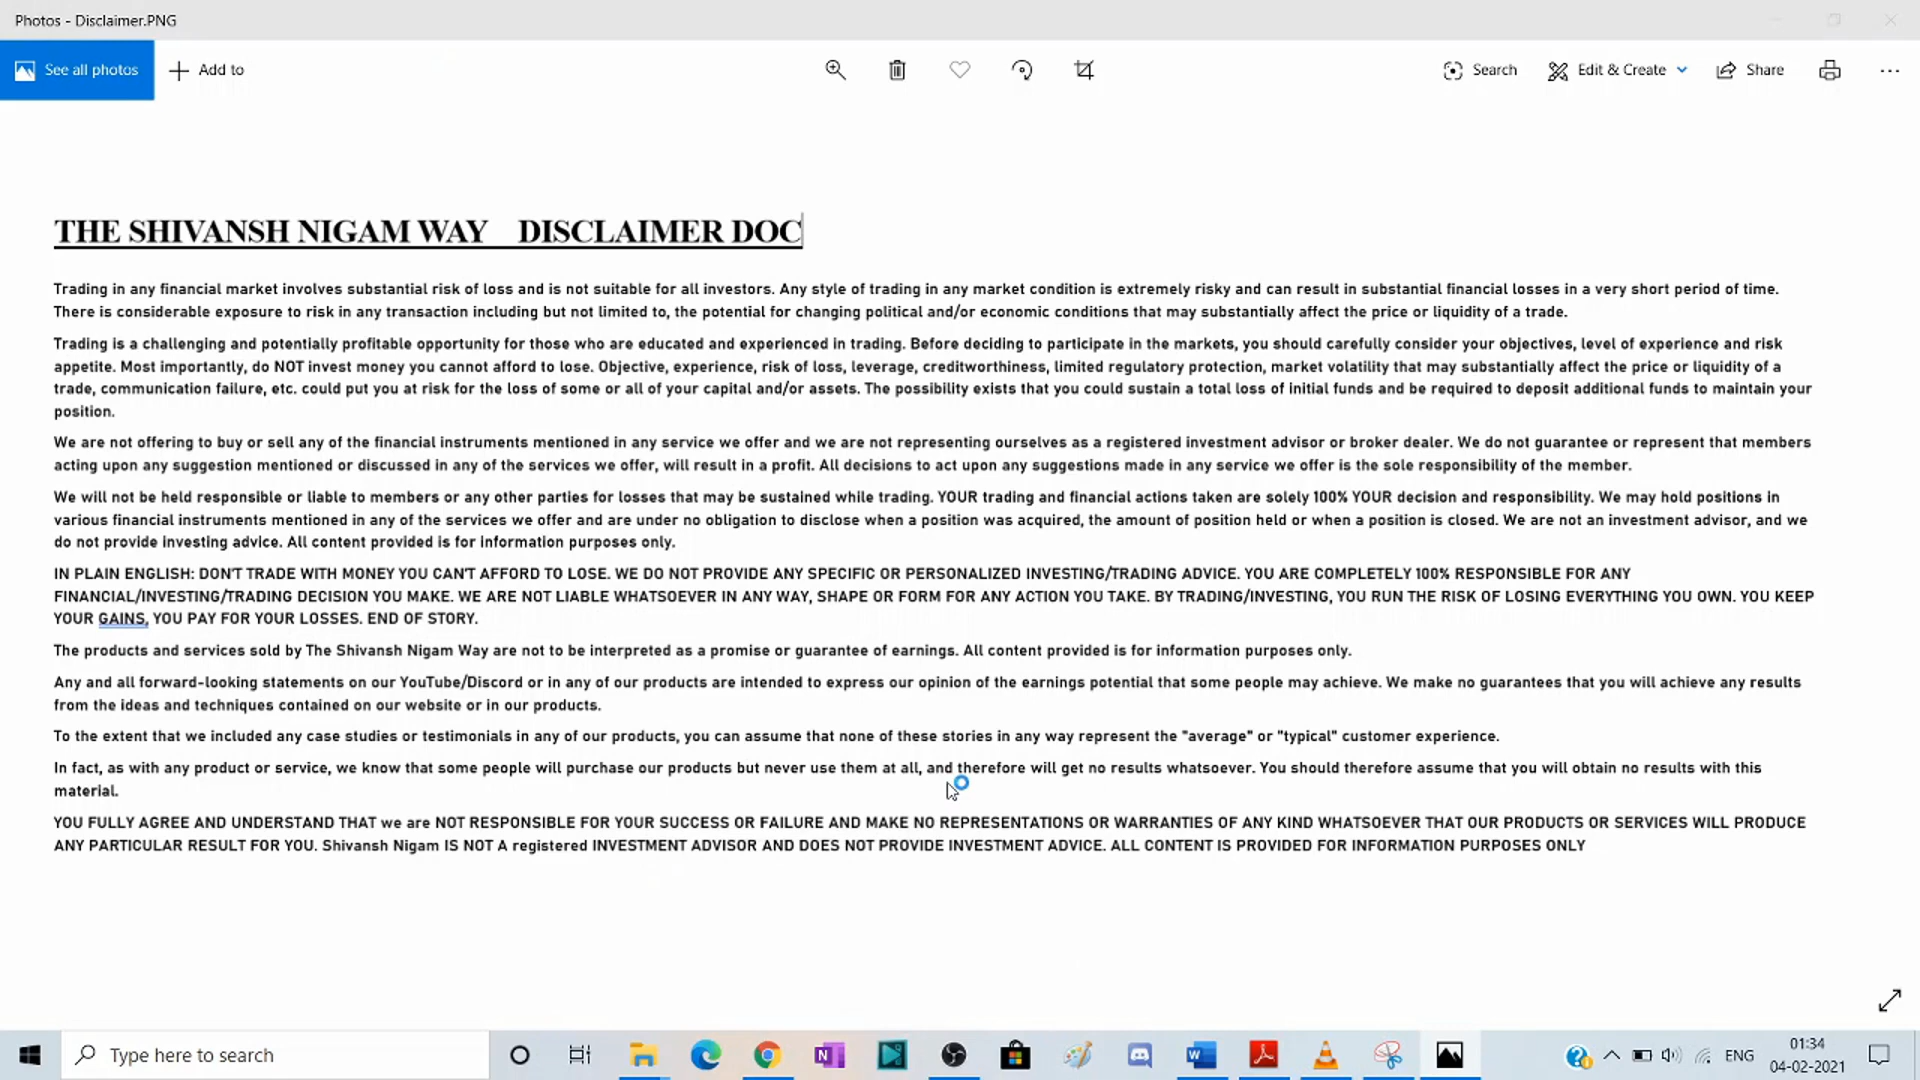 Photos - Disclaimer.PNG
See all photos
Add to
Search
Edit & Create
Share
THE SHIVANSH NIGAM WAY DISCLAIMER DOC
Trading in any financial market involves substantial risk of loss and is not suitable for all investors. Any style of trading in any market condition is extremely risky and can result in substantial financial losses in a very short period of time.
There is considerable exposure to risk in any transaction including but not limited to, the potential for changing political and/or economic conditions that may substantially affect the price or liquidity of a trade.
Trading is a challenging and potentially profitable opportunity for those who are educated and experienced in trading. Before deciding to participate in the markets, you should carefully consider your objectives, level of experience and risk
appetite. Most importantly, do NOT invest money you cannot afford to lose. Objective, experience, risk of loss, leverage, creditworthiness, limited regulatory protection, market volatility that may substantially affect the price or liquidity of a
trade, communication failure, etc. could put you at risk for the loss of some or all of your capital and/or assets. The possibility exists that you could sustain a total loss of initial funds and be required to deposit additional funds to maintain your
position.
We are not offering to buy or sell any of the financial instruments mentioned in any service we offer and we are not representing ourselves as a registered investment advisor or broker dealer. We do not guarantee or represent that members
acting upon any suggestion mentioned or discussed in any of the services we offer, will result in a profit. All decisions to act upon any suggestions made in any service we offer is the sole responsibility of the member.
We will not be held responsible or liable to members or any other parties for losses that may be sustained while trading. YOUR trading and financial actions taken are solely 100% YOUR decision and responsibility. We may hold positions in
various financial instruments mentioned in any of the services we offer and are under no obligation to disclose when a position was acquired, the amount of position held or when a position is closed. We are not an investment advisor, and we
do not provide investing advice. All content provided is for information purposes only.
IN PLAIN ENGLISH: DON'T TRADE WITH MONEY YOU CAN'T AFFORD TO LOSE. WE DO NOT PROVIDE ANY SPECIFIC OR PERSONALIZED INVESTING/TRADING ADVICE. YOU ARE COMPLETELY 100% RESPONSIBLE FOR ANY
FINANCIAL/INVESTING/TRADING DECISION YOU MAKE. WE ARE NOT LIABLE WHATSOEVER IN ANY WAY, SHAPE OR FORM FOR ANY ACTION YOU TAKE. BY TRADING/INVESTING, YOU RUN THE RISK OF LOSING EVERYTHING YOU OWN. YOU KEEP
YOUR GAINS, YOU PAY FOR YOUR LOSSES. END OF STORY.
The products and services sold by The Shivansh Nigam Way are not to be interpreted as a promise or guarantee of earnings. All content provided is for information purposes only.
Any and all forward-looking statements on our YouTube/Discord or in any of our products are intended to express our opinion of the earnings potential that some people may achieve. We make no guarantees that you will achieve any results
from the ideas and techniques contained on our website or in our products.
To the extent that we included any case studies or testimonials in any of our products, you can assume that none of these stories in any way represent the "average" or "typical" customer experience.
In fact, as with any product or service, we know that some people will purchase our products but never use them at all, and therefore will get no results whatsoever. You should therefore assume that you will obtain no results with this
material.
YOU FULLY AGREE AND UNDERSTAND THAT we are NOT RESPONSIBLE FOR YOUR SUCCESS OR FAILURE AND MAKE NO REPRESENTATIONS OR WARRANTIES OF ANY KIND WHATSOEVER THAT OUR PRODUCTS OR SERVICES WILL PRODUCE
ANY PARTICULAR RESULT FOR YOU. Shivansh Nigam IS NOT A registered INVESTMENT ADVISOR AND DOES NOT PROVIDE INVESTMENT ADVICE. ALL CONTENT IS PROVIDED FOR INFORMATION PURPOSES ONLY
Type here to search
ENG
01:34
04-02-2021